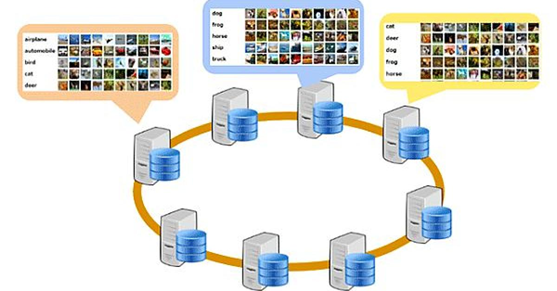 airplane
automobile
bird
cat
deer
dog
frog
horse
ship
truck
cat
deer
dog
frog
horse